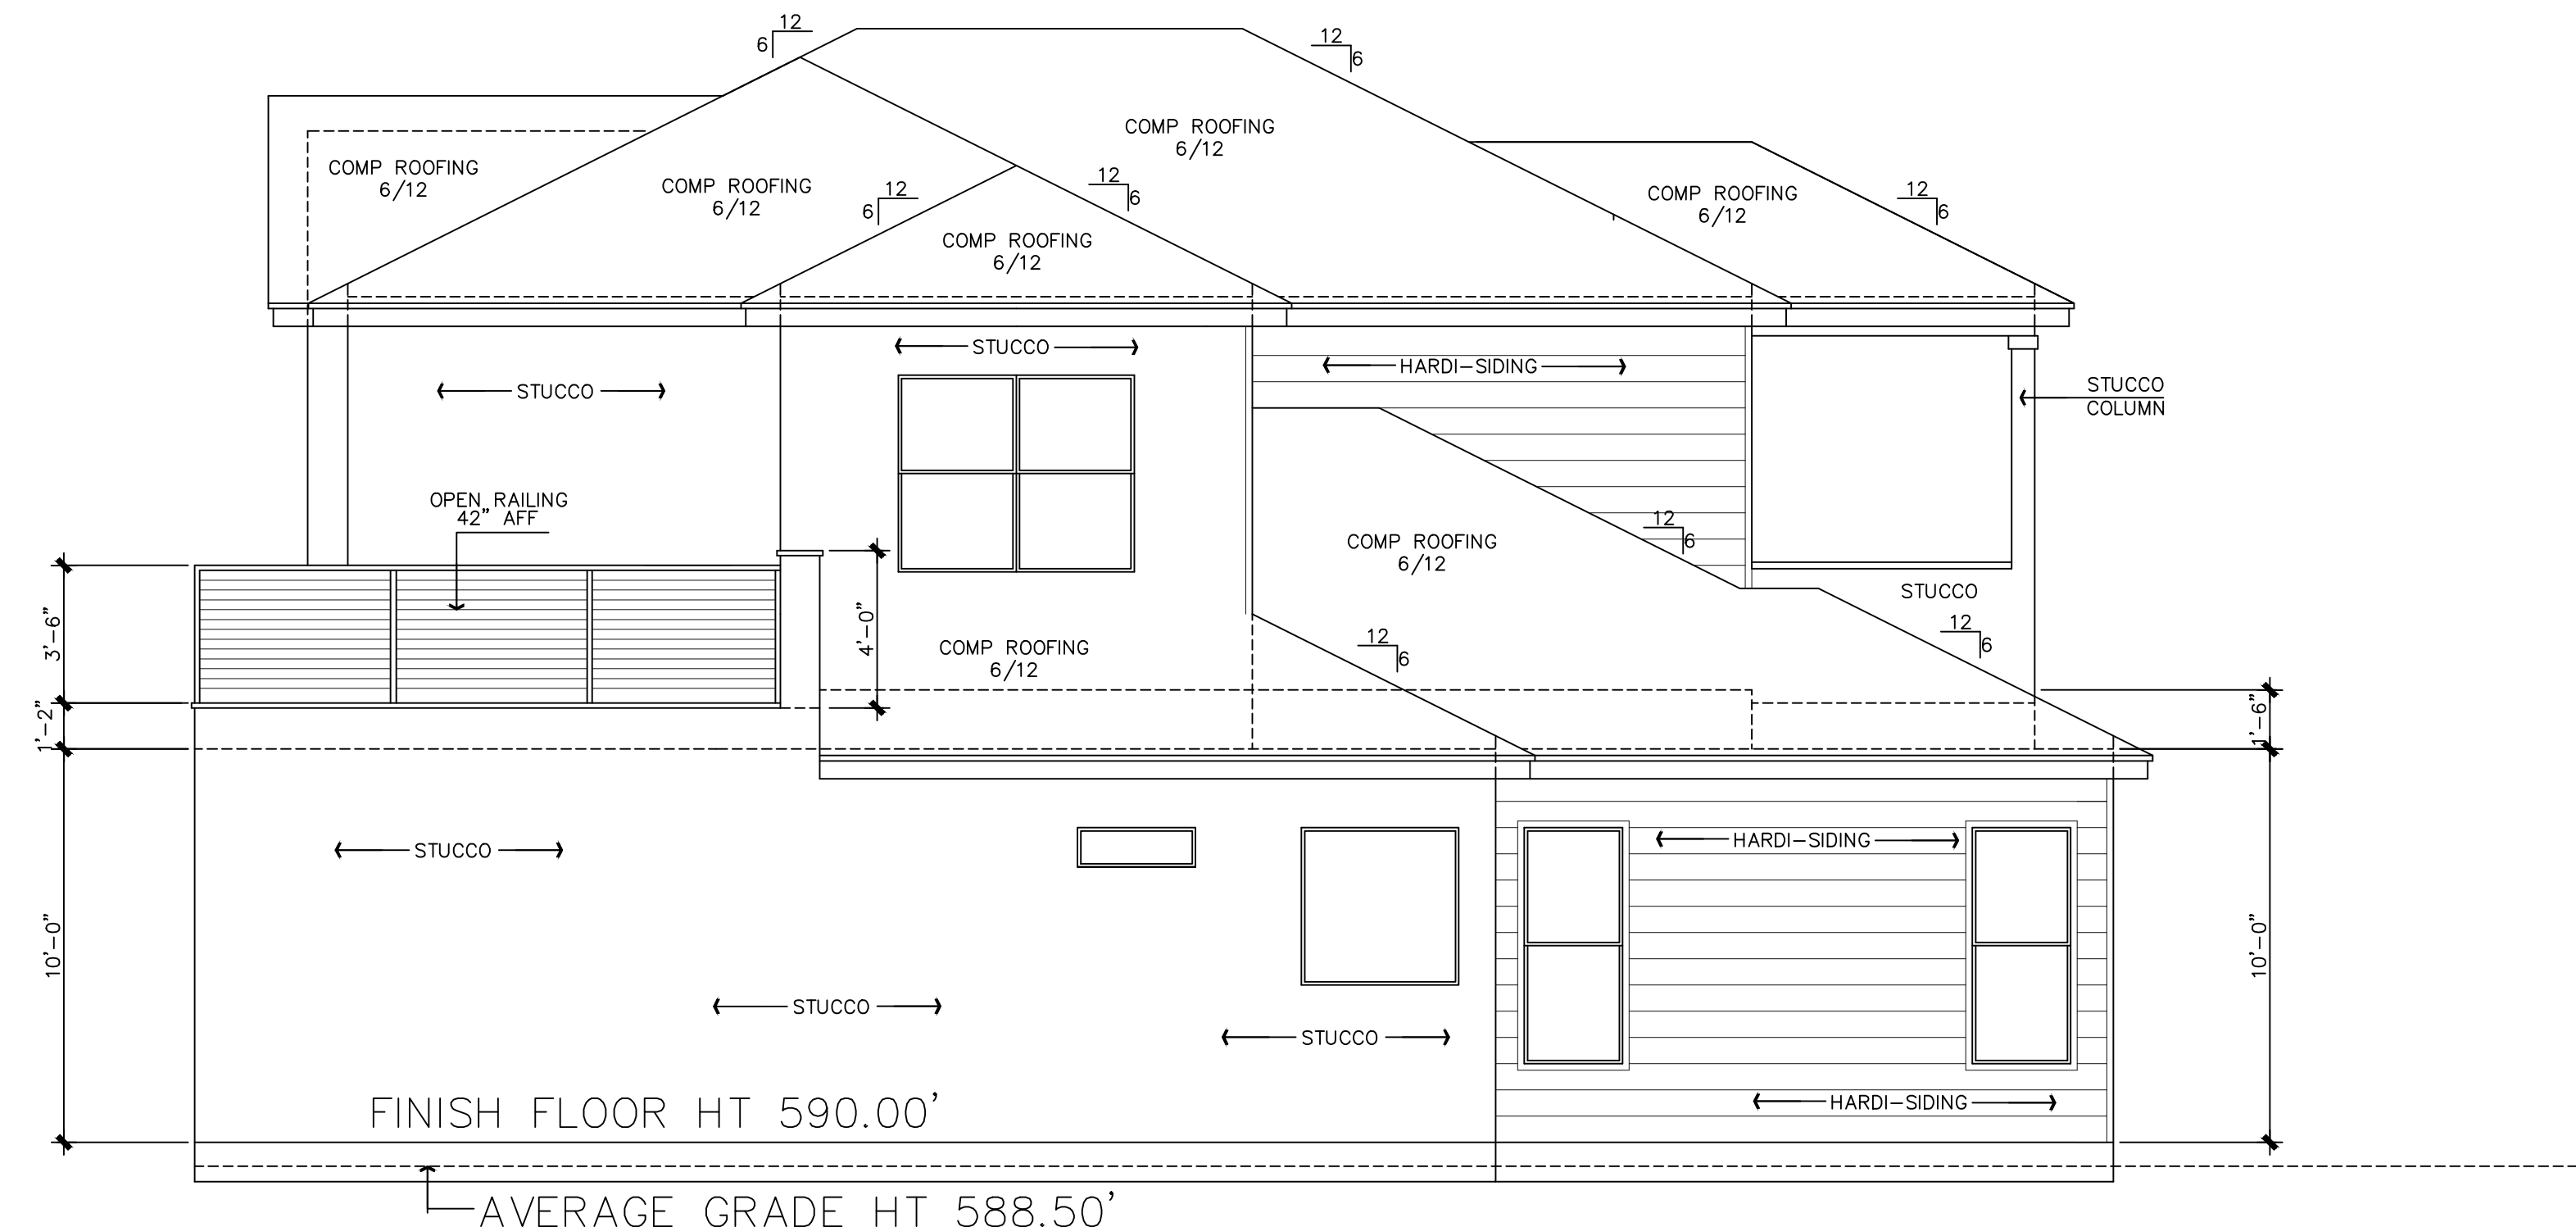 12
6
12
6
COMP ROOFING
6/12
COMP ROOFING
6/12
COMP ROOFING
6/12
12
6
12
6
COMP ROOFING
6/12
12
6
COMP ROOFING
6/12
STUCCO
HARDI-SIDING
STUCCO
STUCCO
COLUMN
OPEN RAILING
42" AFF
12
6
COMP ROOFING
6/12
STUCCO
3'-6"
4'-0"
COMP ROOFING
6/12
12
6
12
6
1'-2"
1'-6"
STUCCO
HARDI-SIDING
10'-0"
10'-0"
STUCCO
STUCCO
HARDI-SIDING
FINISH FLOOR HT 590.00'
AVERAGE GRADE HT 588.50'